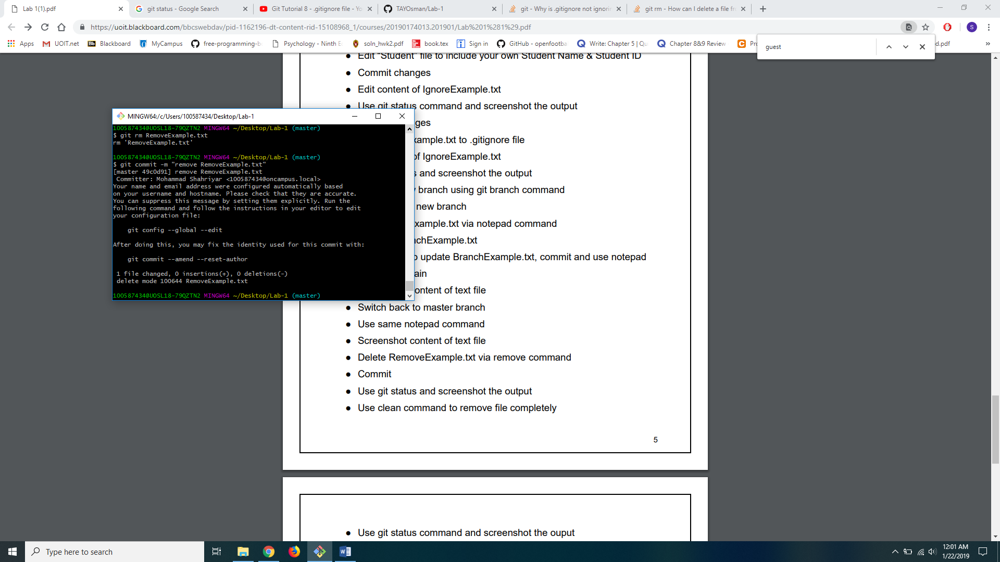 Lab 1(1).pdf
git status - Google Search
Git Tutorial 8 - .gitignore file - Yo
TAYOsman/Lab-1
git - Why is .gitignore not ignorin
git rm - How can I delete a file fr
https://uoit.blackboard.com/bbcswebdav/pid-1162196-dt-content-rid-15108968_1/courses/20190174013.201901/Lab%201%281%29.pdf
S
Apps
UOIT.net
Bb Blackboard
MyCampus
free-programming-b
Psychology - Ninth E
soln_hwk2.pdf
book.tex
Sign in
GitHub - openfootba
Write: Chapter 5 | Qu
Chapter 8&9 Review
Pr
d.pdf
»
guest
● Edit “Student” file to include your own Student Name & Student ID
● Commit changes
● Edit content of IgnoreExample.txt
● Use git status command and screenshot the output
ges
xample.txt to .gitignore file
of IgnoreExample.txt
s and screenshot the output
branch using git branch command
new branch
xample.txt via notepad command
nchExample.txt
o update BranchExample.txt, commit and use notepad
ain
ontent of text file
● Switch back to master branch
● Use same notepad command
● Screenshot content of text file
● Delete RemoveExample.txt via remove command
● Commit
● Use git status and screenshot the output
● Use clean command to remove file completely
5
● Use git status command and screenshot the ouput
MINGW64:/c/Users/100587434/Desktop/Lab-1
100587434@UOSL18-79QZTN2 MINGW64 ~/Desktop/Lab-1 (master)
$ git rm RemoveExample.txt
rm 'RemoveExample.txt'
100587434@UOSL18-79QZTN2 MINGW64 ~/Desktop/Lab-1 (master)
$ git commit -m "remove RemoveExample.txt"
[master 49c0d91] remove RemoveExample.txt
Committer: Mohammad Shahriyar <100587434@oncampus.local>
Your name and email address were configured automatically based
on your username and hostname. Please check that they are accurate.
You can suppress this message by setting them explicitly. Run the
following command and follow the instructions in your editor to edit
your configuration file:
git config --global --edit
After doing this, you may fix the identity used for this commit with:
git commit --amend --reset-author
1 file changed, 0 insertions(+), 0 deletions(-)
delete mode 100644 RemoveExample.txt
100587434@UOSL18-79QZTN2 MINGW64 ~/Desktop/Lab-1 (master)
Type here to search
12:01 AM
1/22/2019